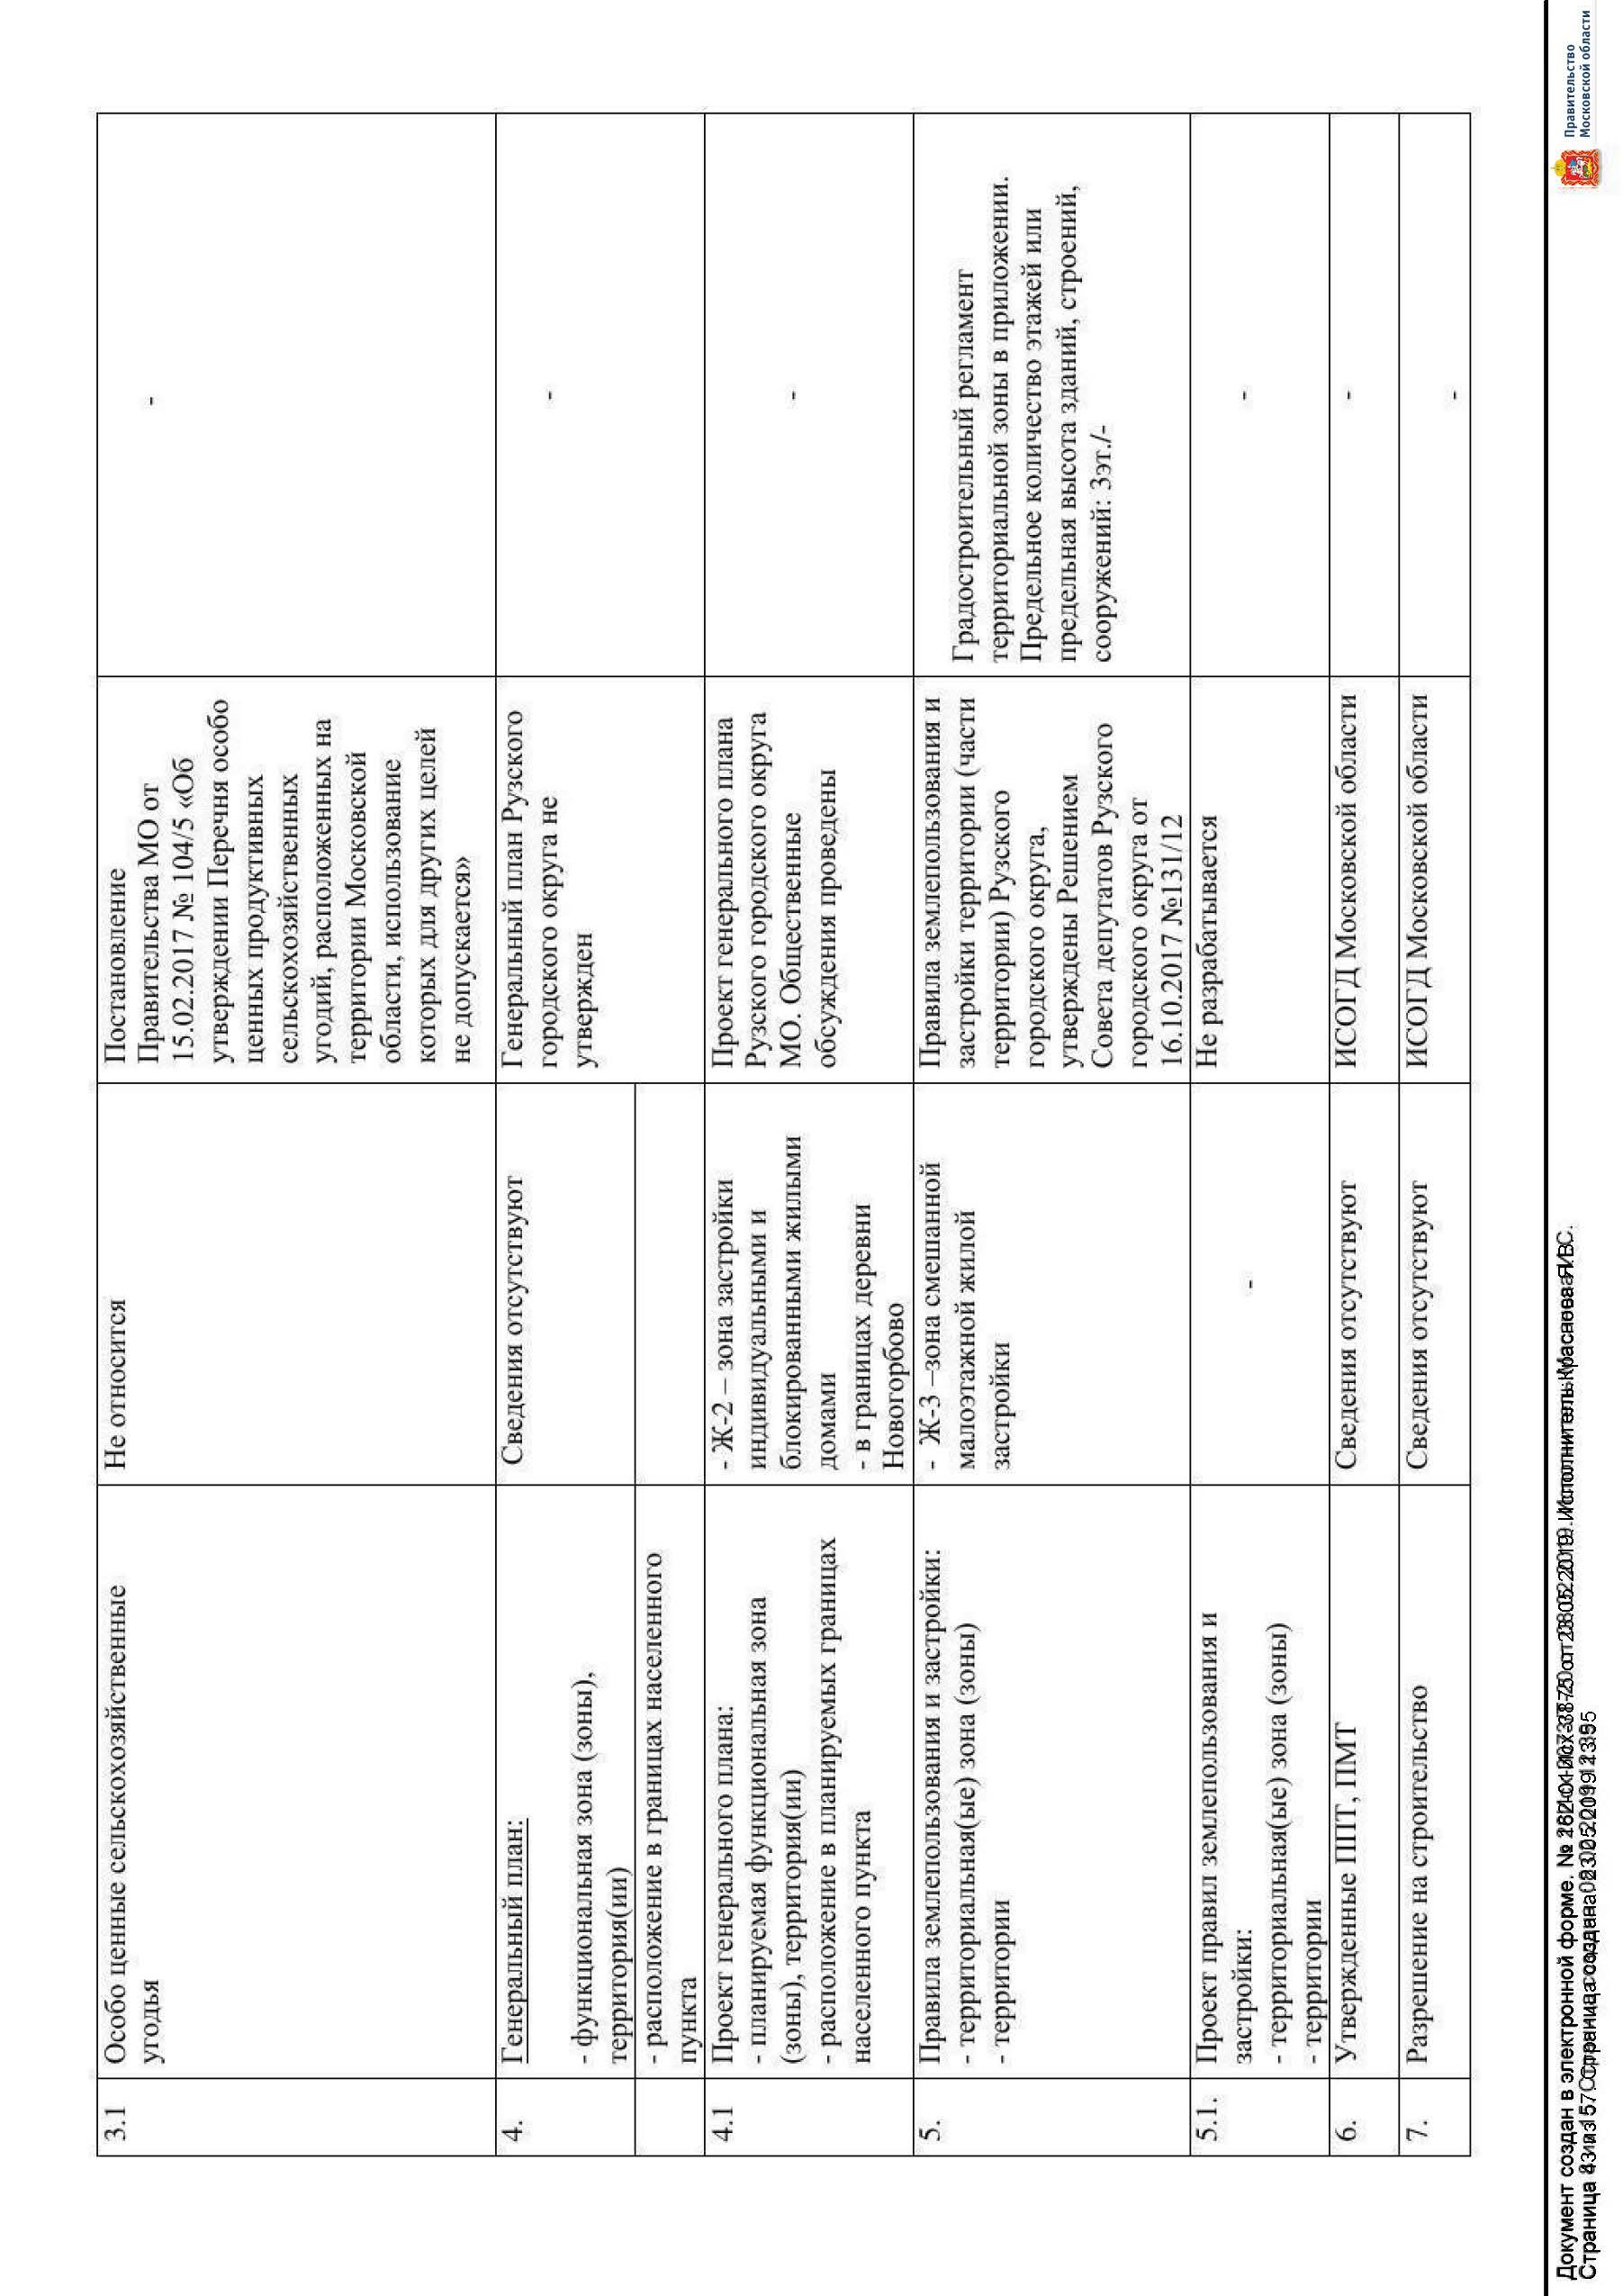 3.1
Особо ценные сельскохозяйственные
угодья
Не относится
Постановление
Правительства МО от
15.02.2017 № 104/5 «Об
утверждении Перечня особо
ценных продуктивных
сельскохозяйственных
угодий, расположенных на
территории Московской
области, использование
которых для других целей
не допускается»
-
4.
Генеральный план:
- функциональная зона (зоны),
территория(ии)
Сведения отсутствуют
Генеральный план Рузского
городского округа не
утвержден
-
- расположение в границах населенного
пункта
4.1
Проект генерального плана:
- планируемая функциональная зона
(зоны), территория(ии)
- расположение в планируемых границах
населенного пункта
- Ж-2 – зона застройки
индивидуальными и
блокированными жилыми
домами
- в границах деревни
Новогорбово
Проект генерального плана
Рузского городского округа
МО. Общественные
обсуждения проведены
-
5.
Правила землепользования и застройки:
- территориальная(ые) зона (зоны)
- территории
- Ж-3 –зона смешанной
малоэтажной жилой
застройки
Правила землепользования и
застройки территории (части
территории) Рузского
городского округа,
утверждены Решением
Совета депутатов Рузского
городского округа от
16.10.2017 №131/12
Градостроительный регламент
территориальной зоны в приложении.
Предельное количество этажей или
предельная высота зданий, строений,
сооружений: 3эт./-
5.1.
Проект правил землепользования и
застройки:
- территориальная(ые) зона (зоны)
- территории
-
Не разрабатывается
-
6.
Утвержденные ППТ, ПМТ
Сведения отсутствуют
ИСОГД Московской области
-
7.
Разрешение на строительство
Сведения отсутствуют
ИСОГД Московской области
-
Документ создан в электронной форме. №
Страница
Правительство
Московской области